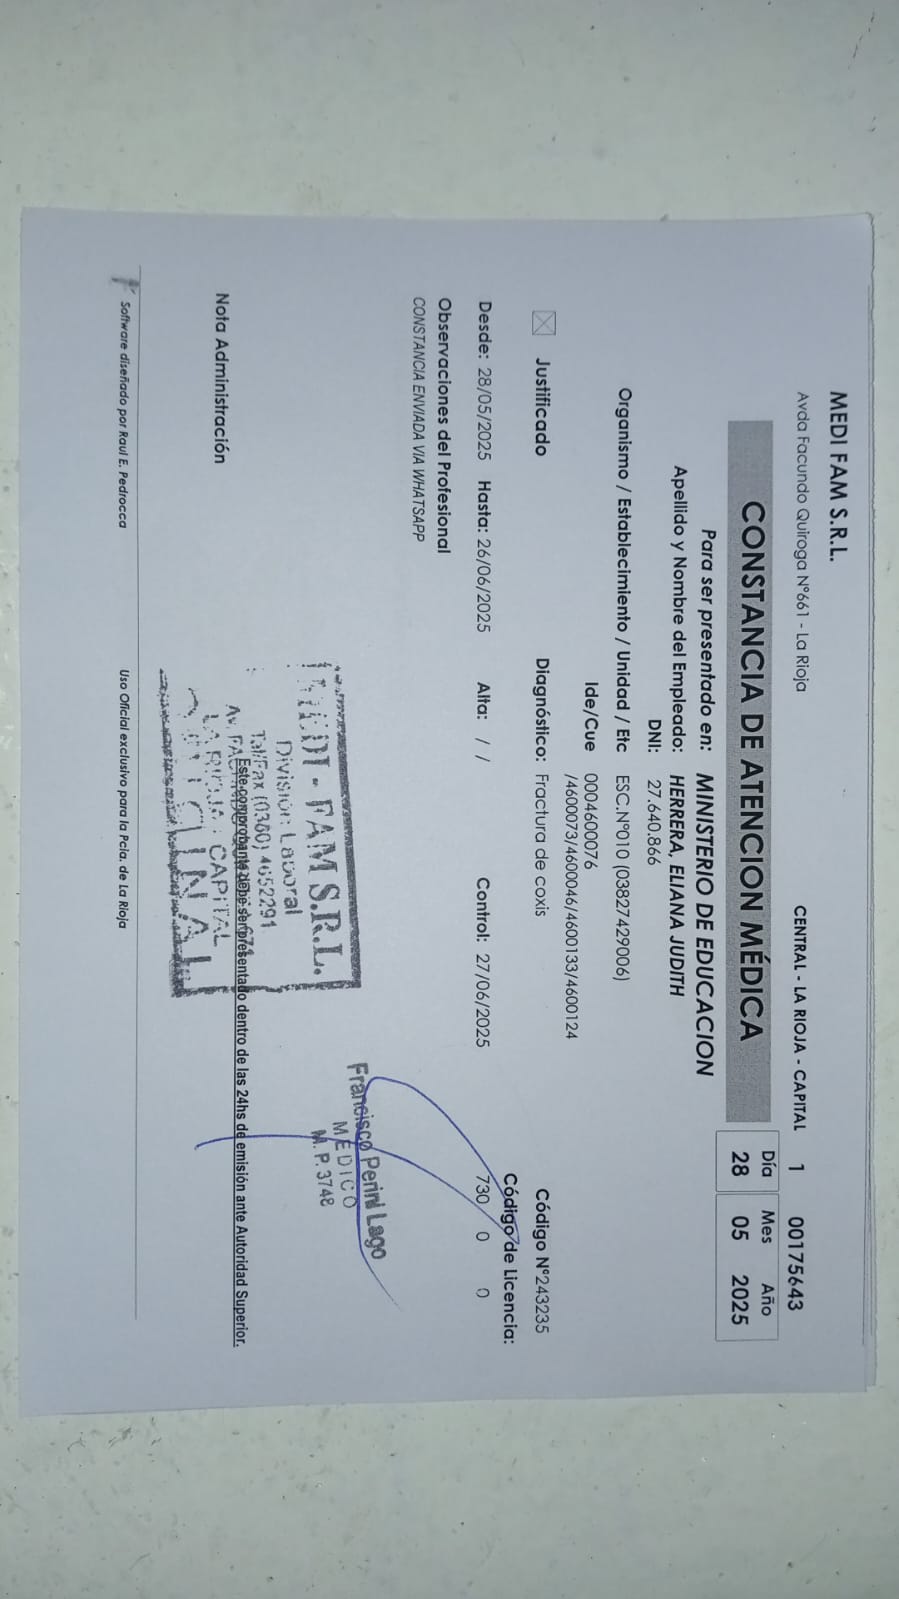 MEDI FAM S.R.L.
Avda Facundo Quiroga N°661 - La Rioja
CENTRAL - LA RIOJA - CAPITAL 1 00175643
CONSTANCIA DE ATENCION MÉDICA
Día Mes Año
28 05 2025
Para ser presentado en: MINISTERIO DE EDUCACION
Apellido y Nombre del Empleado: HERRERA, ELIANA JUDITH
DNI: 27.640.866
Organismo / Establecimiento / Unidad / Etc ESC.N°010 (03827429006)
Ide/Cue 0004600076
/4600073/4600046/4600133/4600124
Justificado Diagnóstico: Fractura de coxis Código N°243235
Código de Licencia:
Desde: 28/05/2025 Hasta: 26/06/2025 Alta: / / Control: 27/06/2025 730 0 0
Observaciones del Profesional
CONSTANCIA ENVIADA VIA WHATSAPP
MEDI - FAM S.R.L.
División Laboral
Tel/Fax (0380) 4652291
LA RIOJA - CAPITAL
ORIGINAL
Francisco Perini Lago
MÉDICO
M. P. 3748
Este comprobante debe ser presentado dentro de las 24hs de emisión ante Autoridad Superior.
Nota Administración
Software diseñado por Raul E. Pedrocca Uso Oficial exclusivo para la Pcia. de La Rioja